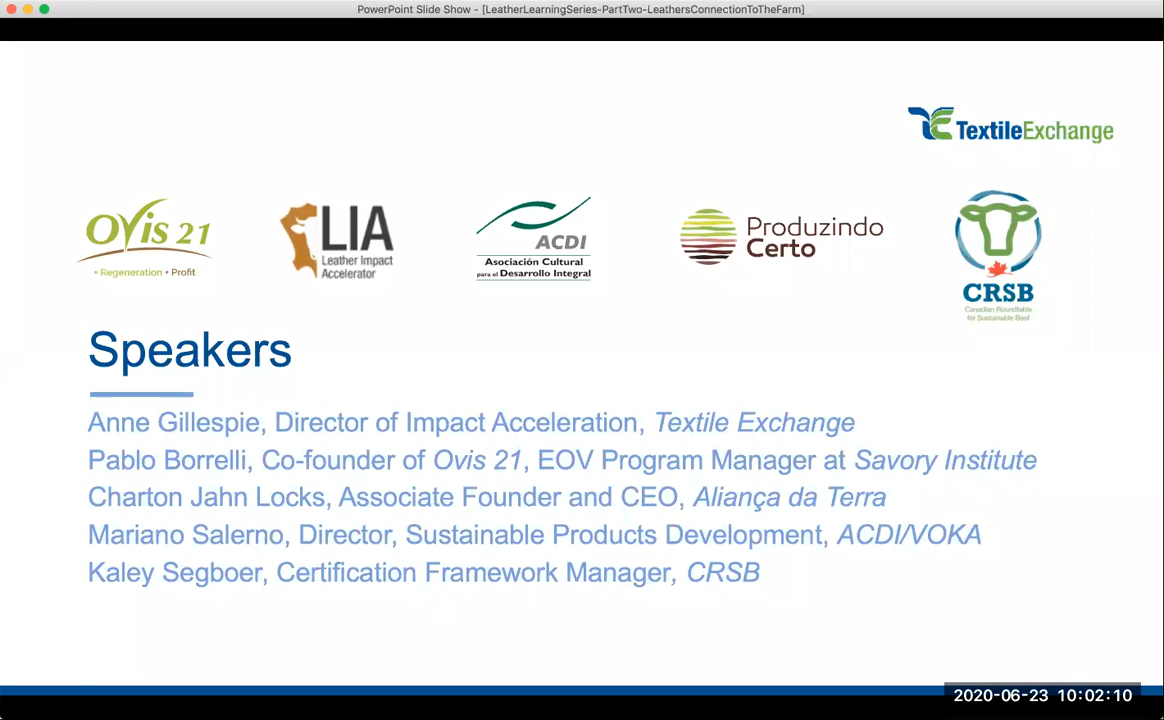 PowerPoint Slide Show - [LeatherLearningSeries-PartTwo-LeathersConnectionToTheFarm]
TextileExchange
Ovis 21
• Regeneration • Profit
LIA
Leather Impact
Accelerator
ACDI
Asociación Cultural
para el Desarrollo Integral
Produzindo
Certo
CRSB
Canadian Roundtable
for Sustainable Beef
Speakers
Anne Gillespie, Director of Impact Acceleration, Textile Exchange
Pablo Borrelli, Co-founder of Ovis 21, EOV Program Manager at Savory Institute
Charton Jahn Locks, Associate Founder and CEO, Aliança da Terra
Mariano Salerno, Director, Sustainable Products Development, ACDI/VOKA
Kaley Segboer, Certification Framework Manager, CRSB
2020-06-23 10:02:10